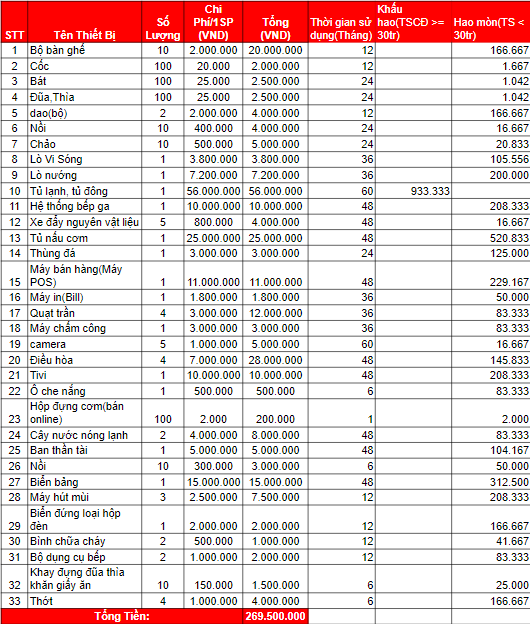 STT Tên Thiết Bị Số Lượng Chi Phí/1SP (VND) Tổng (VND) Thời gian sử dụng(Tháng) Khấu hao(TSCĐ >= 30tr) Hao mòn(TS < 30tr)
1 Bộ bàn ghế 10 2.000.000 20.000.000 12 166.667
2 Cốc 100 20.000 2.000.000 12 1.667
3 Bát 100 25.000 2.500.000 24 1.042
4 Đũa,Thìa 100 25.000 2.500.000 24 1.042
5 dao(bộ) 2 2.000.000 4.000.000 12 166.667
6 Nồi 10 400.000 4.000.000 24 16.667
7 Chảo 10 500.000 5.000.000 24 20.833
8 Lò Vi Sóng 1 3.800.000 3.800.000 36 105.556
9 Lò nướng 1 7.200.000 7.200.000 36 200.000
10 Tủ lạnh, tủ đông 1 56.000.000 56.000.000 60 933.333
11 Hệ thống bếp ga 1 10.000.000 10.000.000 48 208.333
12 Xe đẩy nguyên vật liệu 5 800.000 4.000.000 48 16.667
13 Tủ nấu cơm 1 25.000.000 25.000.000 48 520.833
14 Thùng đá 1 3.000.000 3.000.000 24 125.000
15 Máy bán hàng(Máy POS) 1 11.000.000 11.000.000 48 229.167
16 Máy in(Bill) 1 1.800.000 1.800.000 36 50.000
17 Quạt trần 4 3.000.000 12.000.000 36 83.333
18 Máy chấm công 1 3.000.000 3.000.000 36 83.333
19 camera 5 1.000.000 5.000.000 60 16.667
20 Điều hòa 4 7.000.000 28.000.000 48 145.833
21 Tivi 1 10.000.000 10.000.000 48 208.333
22 Ô che nắng 1 500.000 500.000 6 83.333
23 Hộp đựng cơm(bán online) 100 2.000 200.000 1 2.000
24 Cây nước nóng lạnh 2 4.000.000 8.000.000 48 83.333
25 Ban thần tài 1 5.000.000 5.000.000 48 104.167
26 Nồi 10 300.000 3.000.000 6 50.000
27 Biển bảng 1 15.000.000 15.000.000 48 312.500
28 Máy hút mùi 3 2.500.000 7.500.000 12 208.333
29 Biển đứng loại hộp đèn 1 2.000.000 2.000.000 12 166.667
30 Bình chữa cháy 2 500.000 1.000.000 12 41.667
31 Bộ dụng cụ bếp 2 1.000.000 2.000.000 12 83.333
32 Khay đựng đũa thìa khăn giấy ăn 10 150.000 1.500.000 6 25.000
33 Thớt 4 1.000.000 4.000.000 6 166.667
Tổng Tiền: 269.500.000